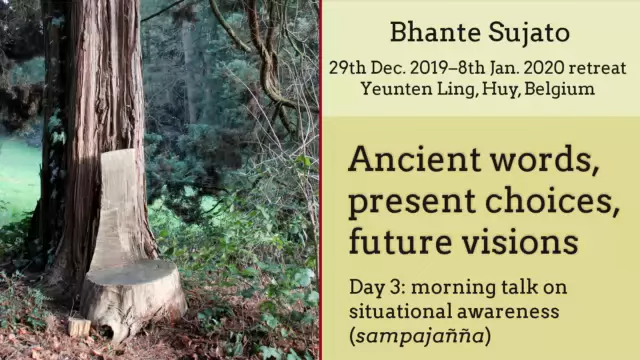 Bhante Sujato
29th Dec. 2019–8th Jan. 2020 retreat
Yeunten Ling, Huy, Belgium
Ancient words,
present choices,
future visions
Day 3: morning talk on
situational awareness
(sampajañña)